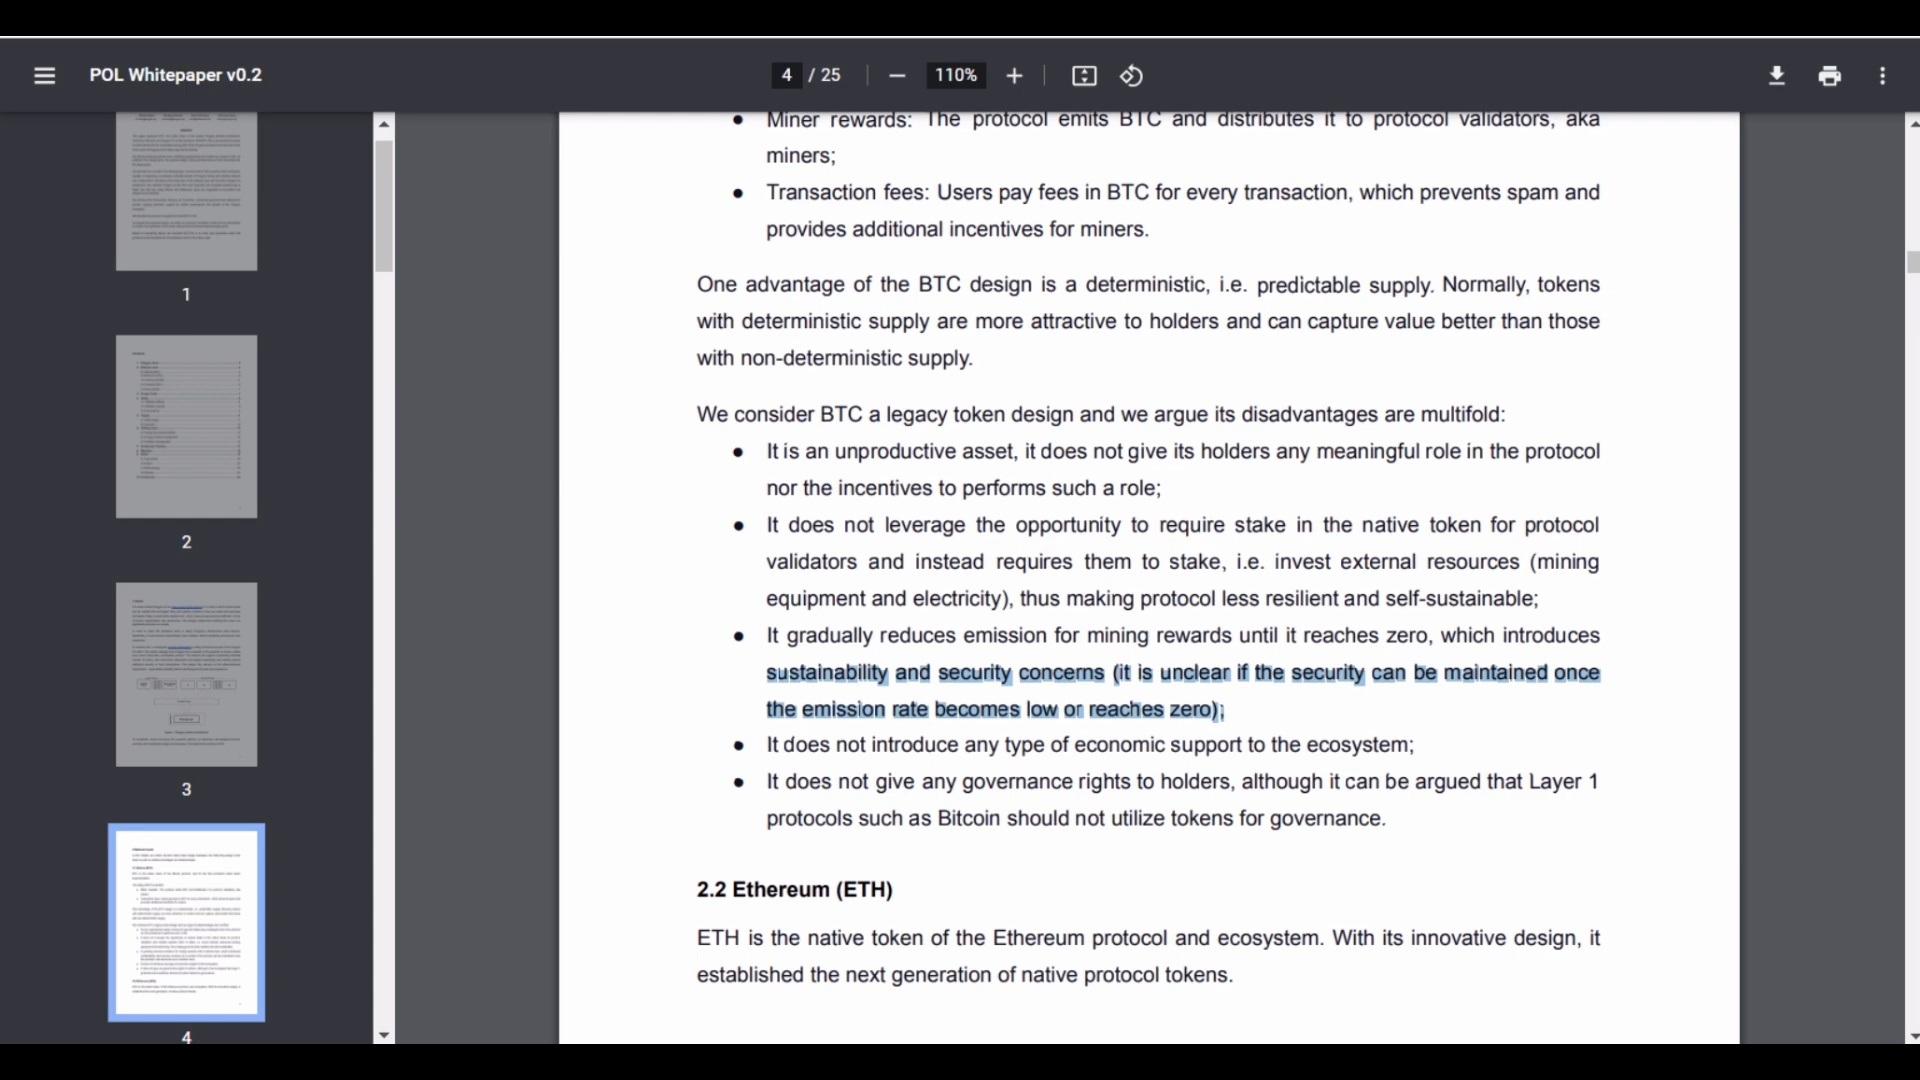 POL Whitepaper v0.2
4 / 25
110%
1
2
3
4
● Miner rewards: The protocol emits BTC and distributes it to protocol validators, aka
miners;
● Transaction fees: Users pay fees in BTC for every transaction, which prevents spam and
provides additional incentives for miners.
One advantage of the BTC design is a deterministic, i.e. predictable supply. Normally, tokens
with deterministic supply are more attractive to holders and can capture value better than those
with non-deterministic supply.
We consider BTC a legacy token design and we argue its disadvantages are multifold:
● It is an unproductive asset, it does not give its holders any meaningful role in the protocol
nor the incentives to performs such a role;
● It does not leverage the opportunity to require stake in the native token for protocol
validators and instead requires them to stake, i.e. invest external resources (mining
equipment and electricity), thus making protocol less resilient and self-sustainable;
● It gradually reduces emission for mining rewards until it reaches zero, which introduces
sustainability and security concerns (it is unclear if the security can be maintained once
the emission rate becomes low or reaches zero);
● It does not introduce any type of economic support to the ecosystem;
● It does not give any governance rights to holders, although it can be argued that Layer 1
protocols such as Bitcoin should not utilize tokens for governance.
2.2 Ethereum (ETH)
ETH is the native token of the Ethereum protocol and ecosystem. With its innovative design, it
established the next generation of native protocol tokens.